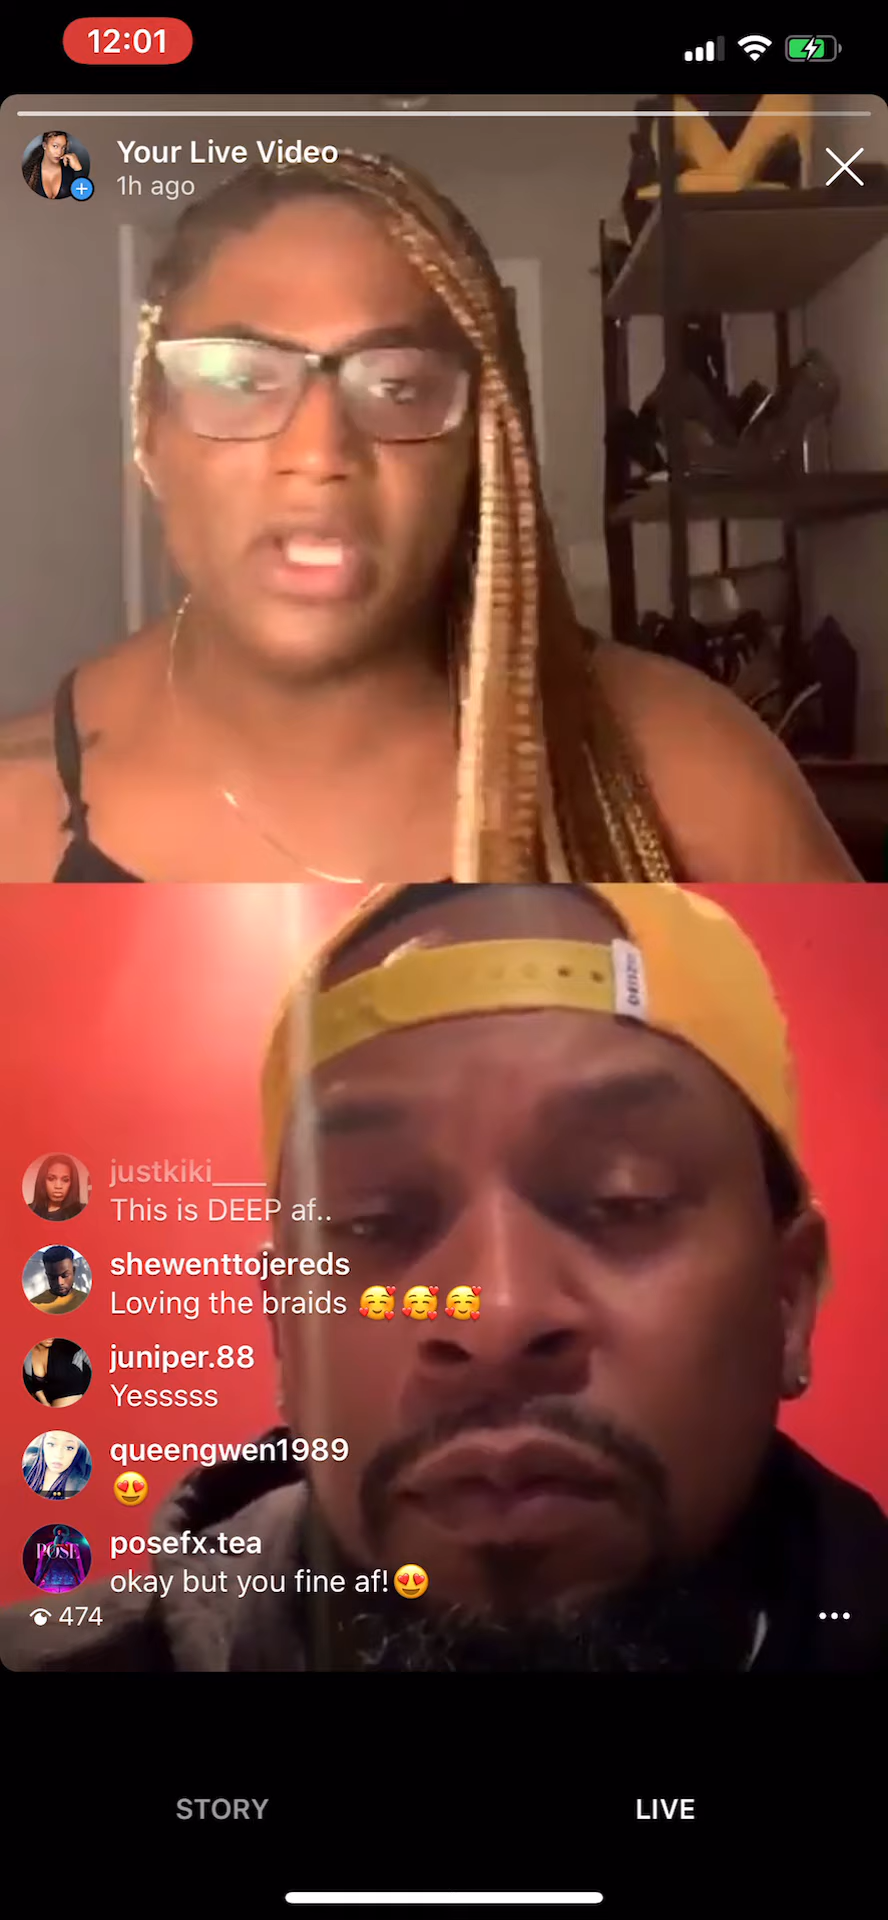 12:01
Your Live Video
1h ago
justkiki____
This is DEEP af..
shewenttojereds
Loving the braids 🥰🥰🥰
juniper.88
Yesssss
queengwen1989
😍
POSE
posefx.tea
okay but you fine af!😍
474
STORY
LIVE